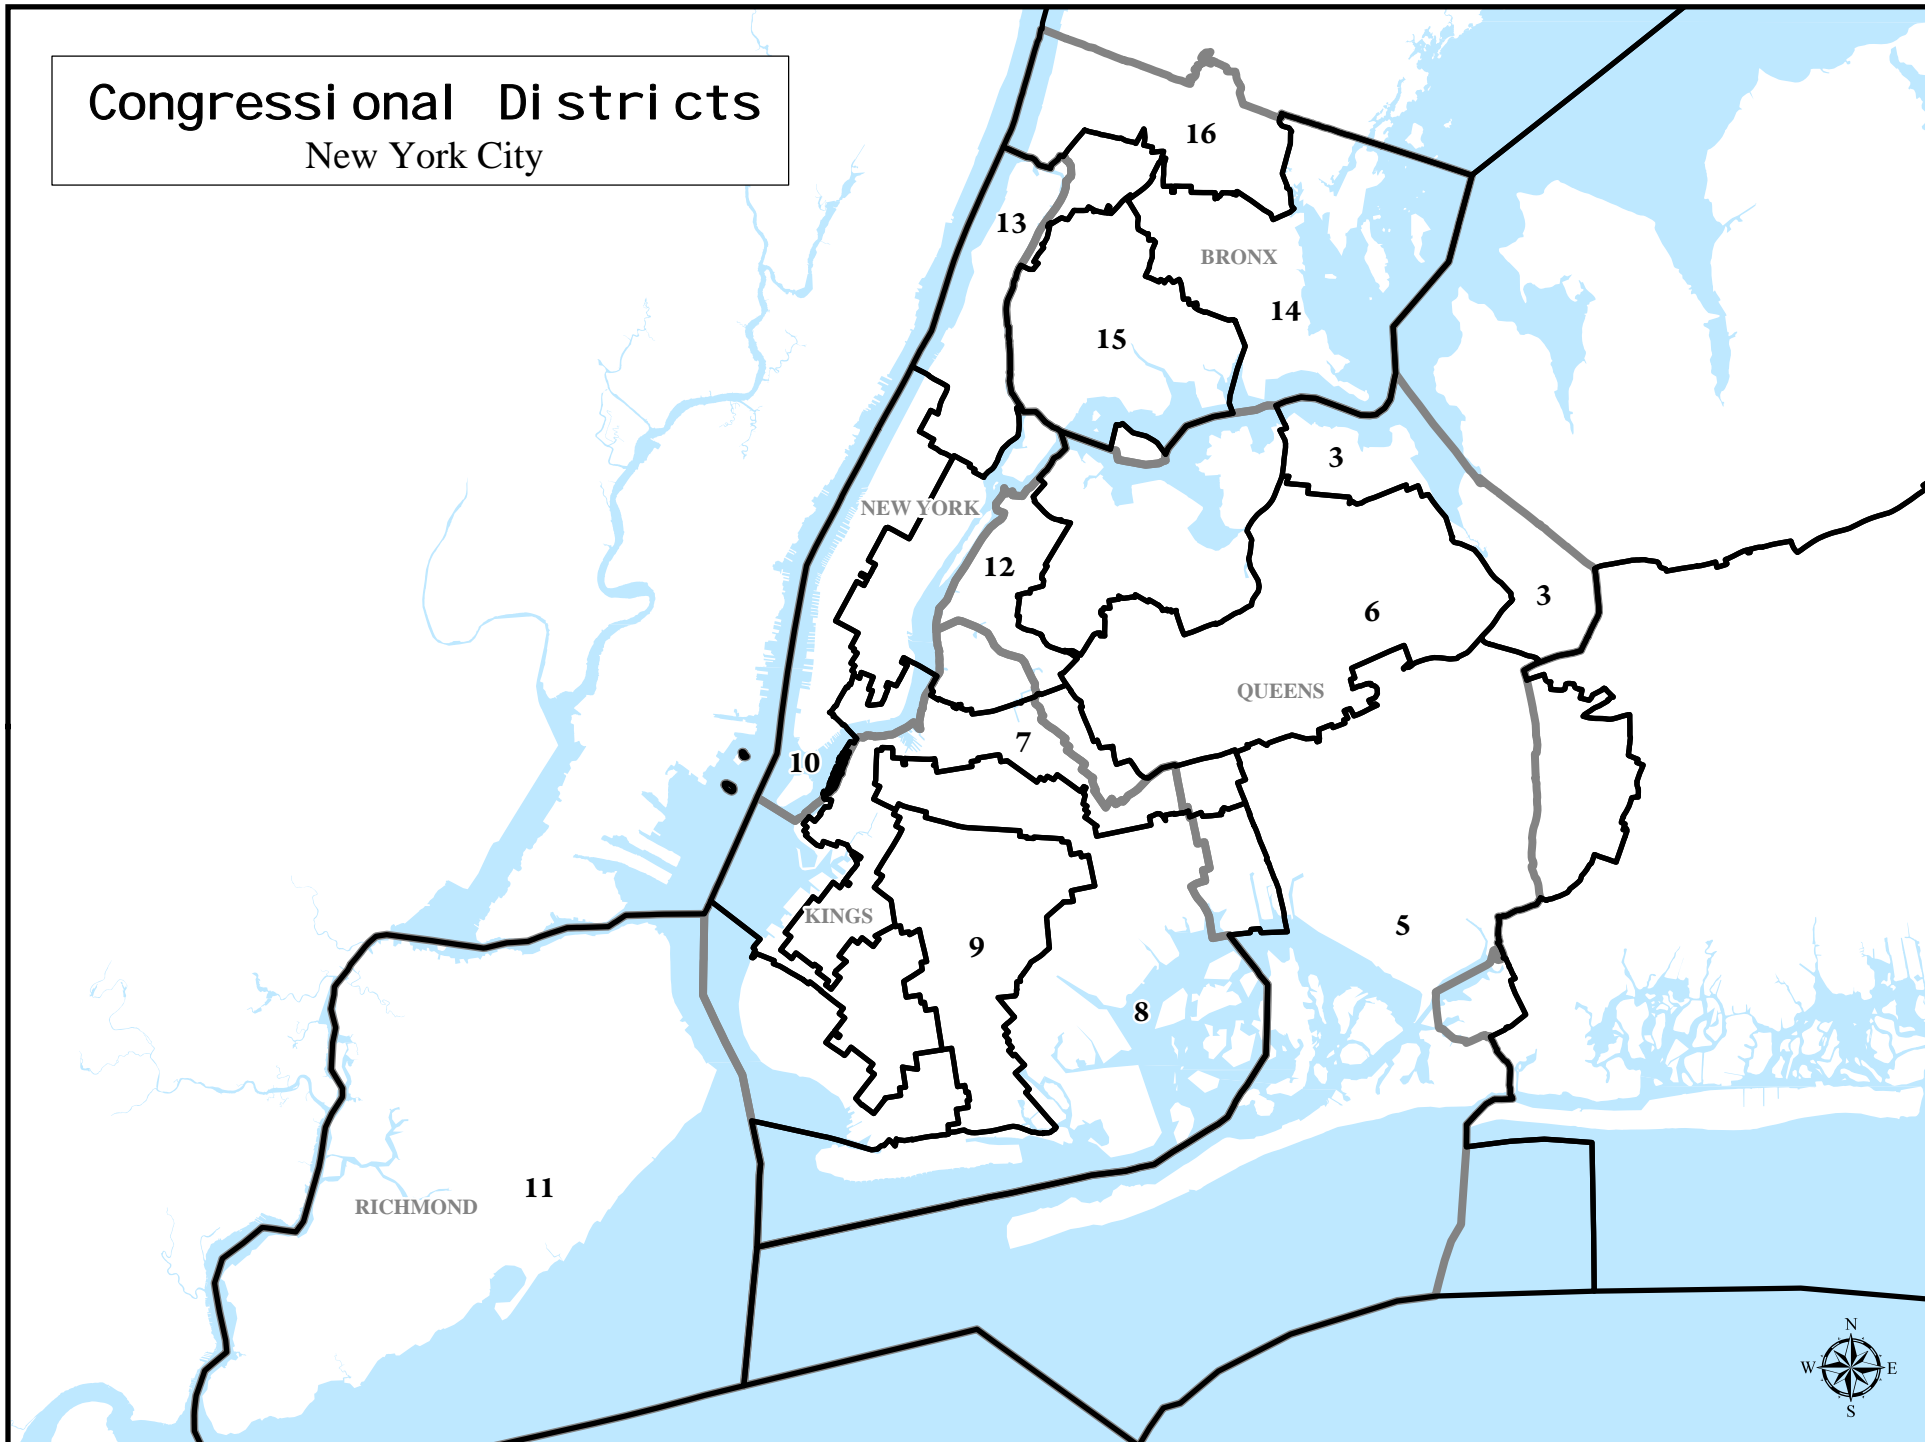 Congressional Districts
New York City
16
13
BRONX
14
15
3
NEW YORK
12
3
6
QUEENS
7
10
KINGS
5
9
8
11
RICHMOND
N
W E
S